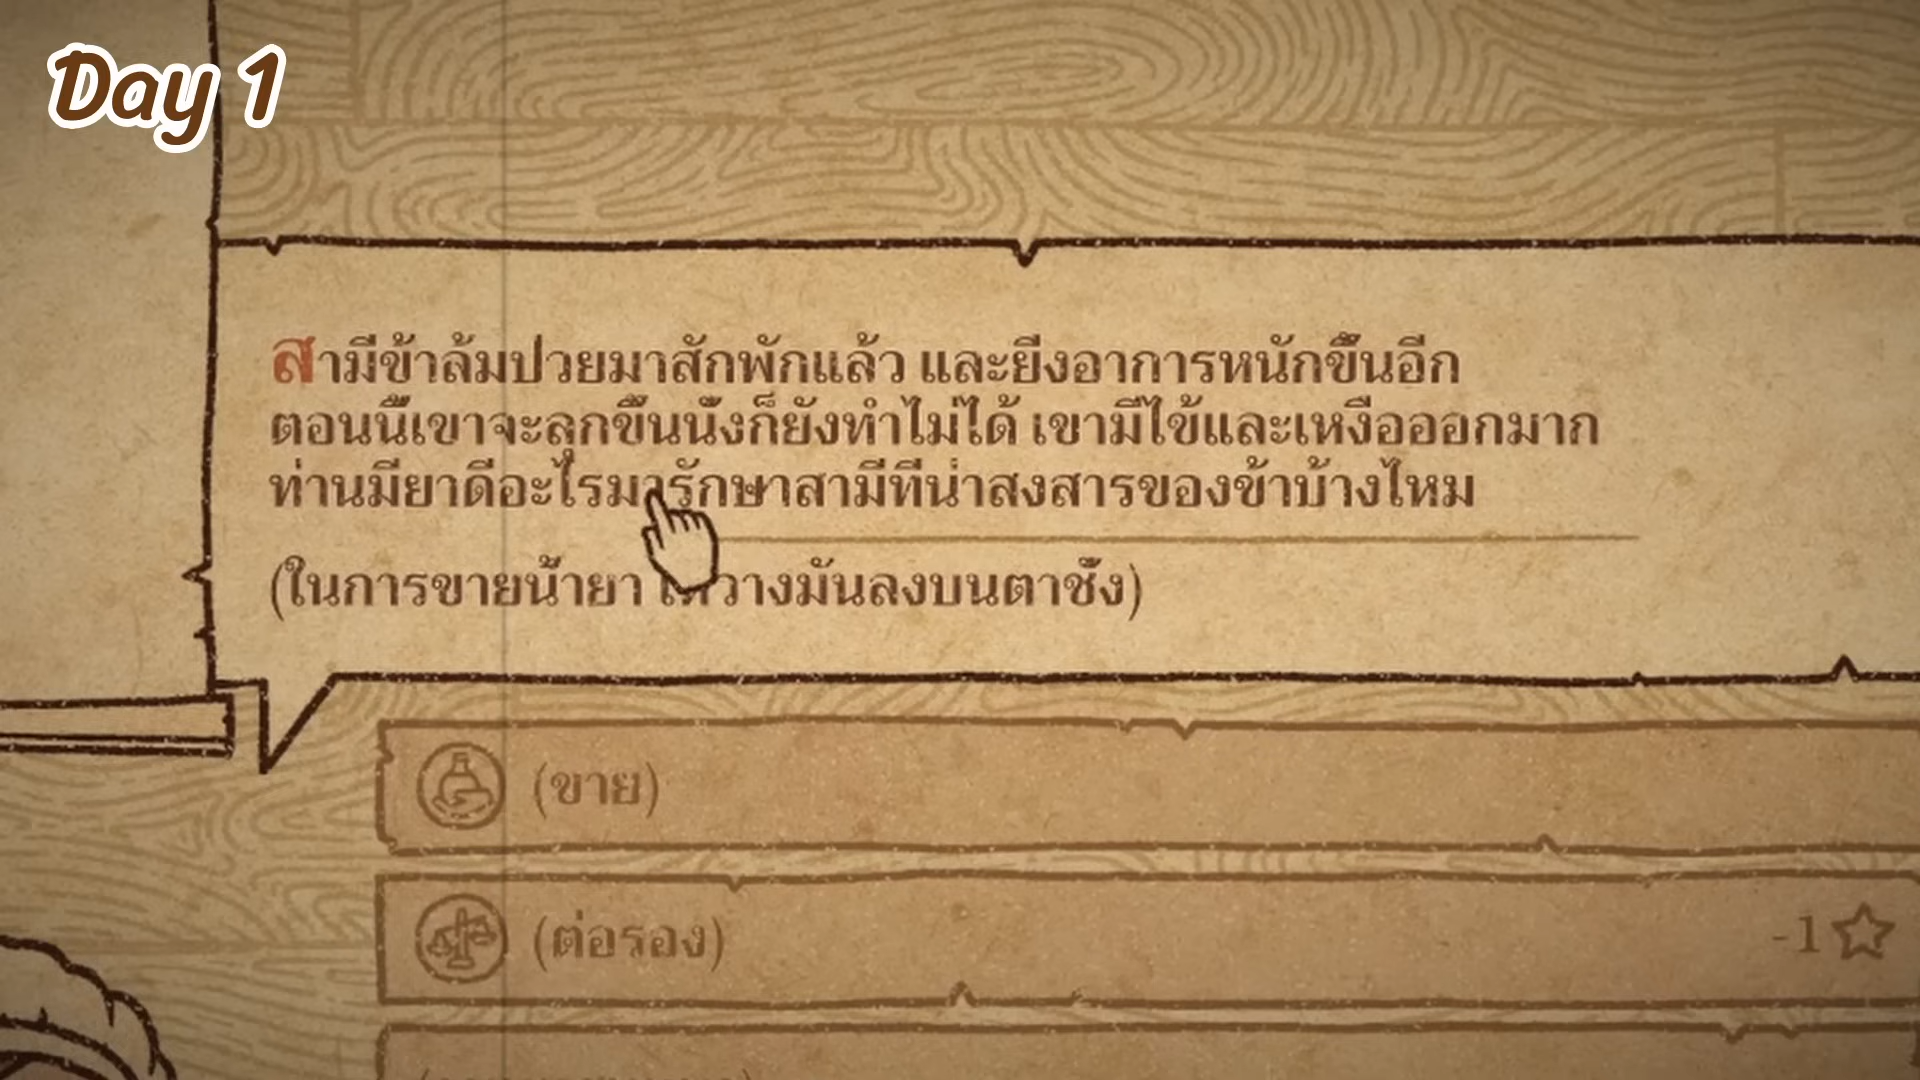 Day 1
สามีข้าล้มป่วยมาสักพักแล้ว และยิ่งอาการหนักขึ้นอีก
ตอนนี้เขาจะลุกขึ้นนั่งก็ยังทำไม่ได้ เขามีไข้และเหงื่อออกมาก
ท่านมียาดีอะไรมารักษาสามีที่น่าสงสารของข้าบ้างไหม
(ในการขายน้ำยา วางมันลงบนตาชั่ง)
(ขาย)
(ต่อรอง)
-1